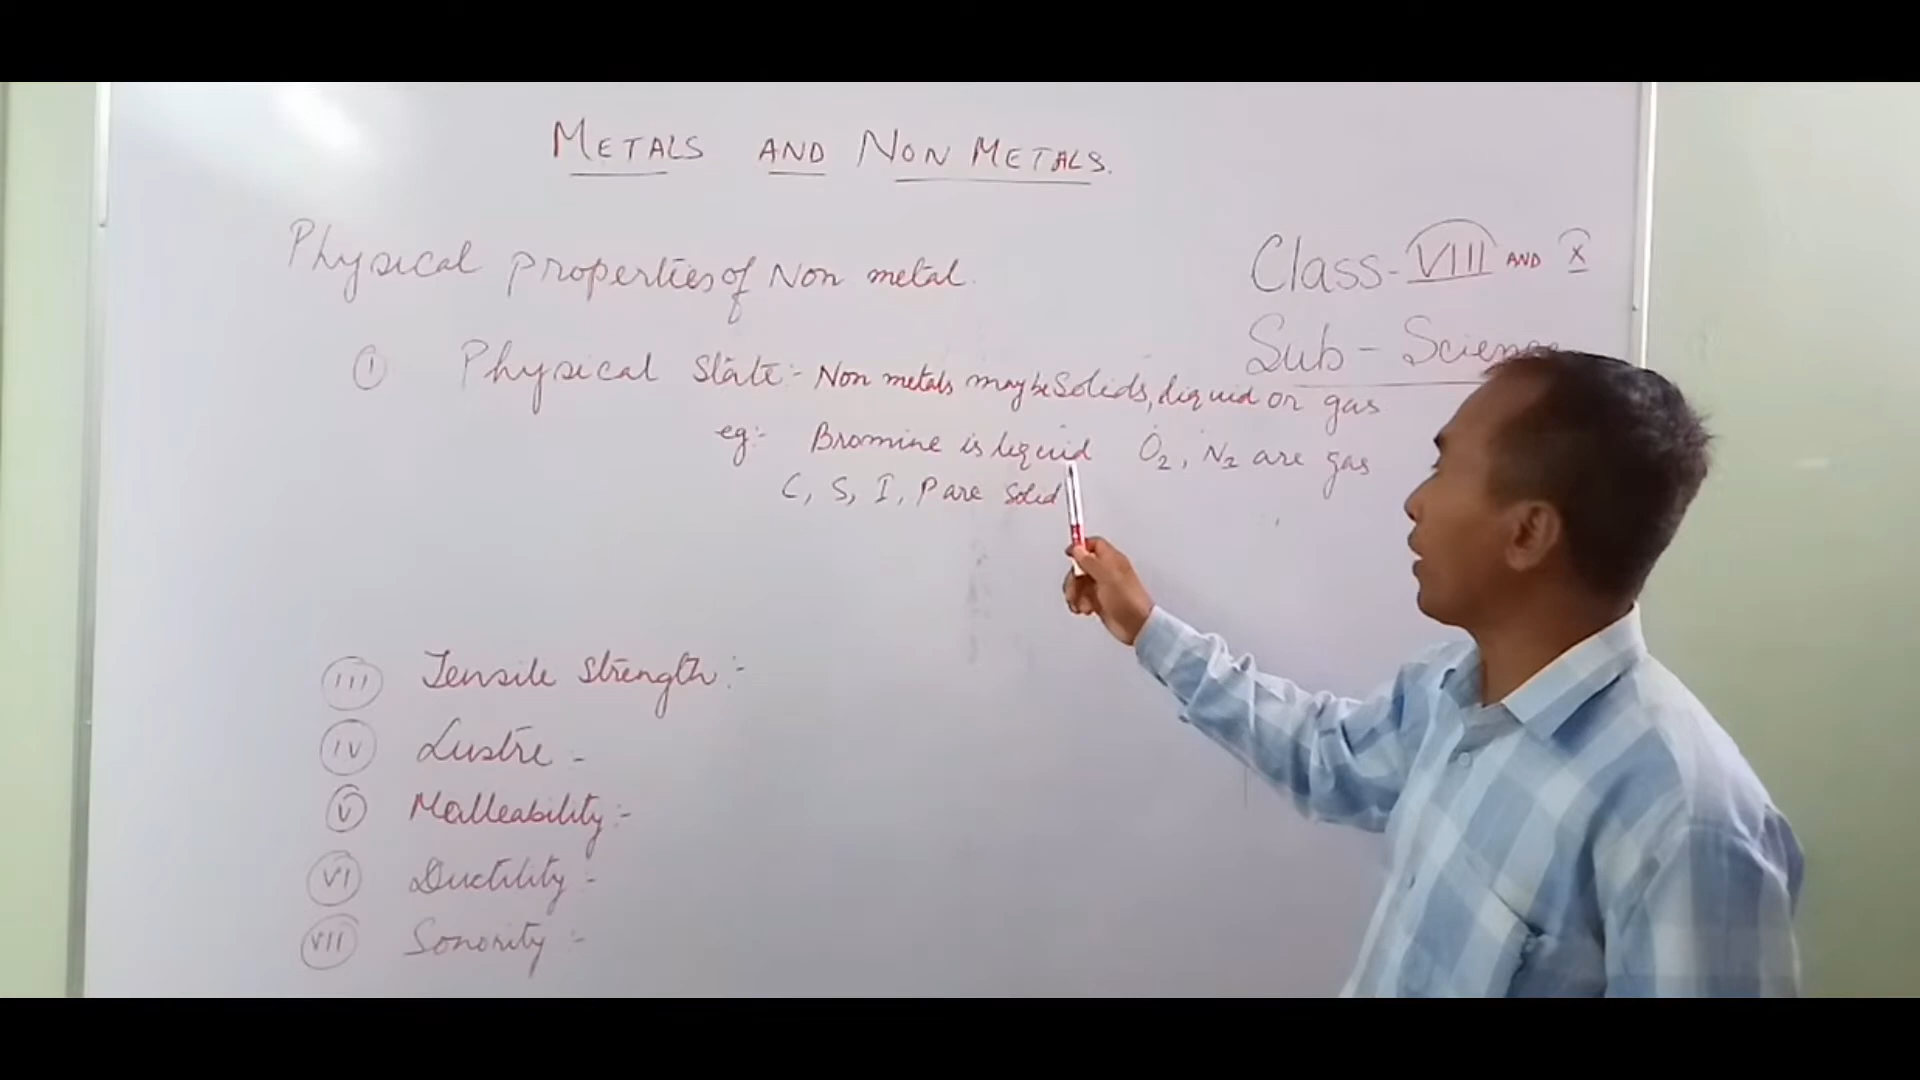 METALS AND NON METALS.
Physical properties of Non metal.
Class - VIII AND X
Sub - Science
(I) Physical State:- Non metals may be Solids, liquid or gas
eg:- Bromine is liquid O2, N2 are gas
C, S, I, P are Solid
(III) Tensile Strength:-
(IV) Lustre -
(V) Malleability:-
(VI) Ductility -
(VII) Sonority :-